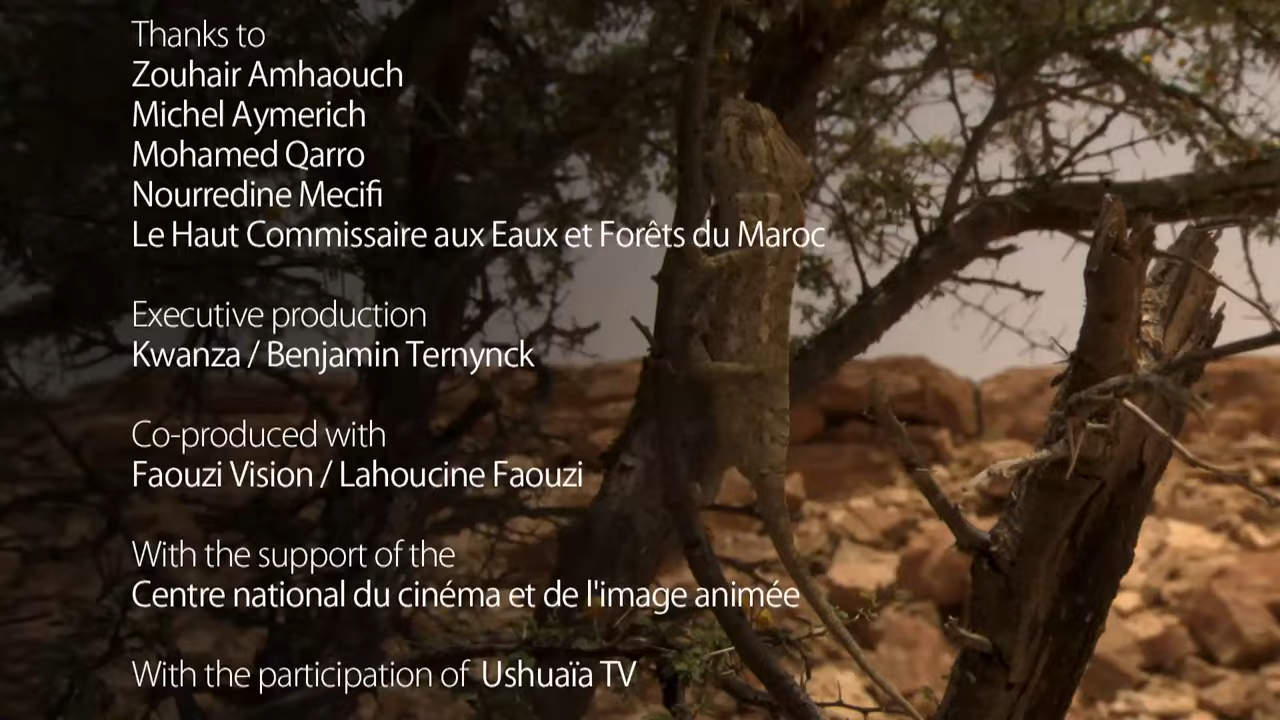 Thanks to
Zouhair Amhaouch
Michel Aymerich
Mohamed Qarro
Nourredine Mecifi
Le Haut Commissaire aux Eaux et Forêts du Maroc
Executive production
Kwanza / Benjamin Ternynck
Co-produced with
Faouzi Vision / Lahoucine Faouzi
With the support of the
Centre national du cinéma et de l'image animée
With the participation of Ushuaïa TV